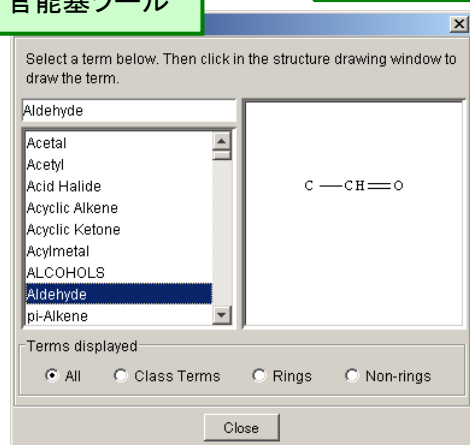 官能基ツール
Select a term below. Then click in the structure drawing window to
draw the term.
Aldehyde
Acetal
Acetyl
Acid Halide
Acyclic Alkene
Acyclic Ketone
Acylmetal
ALCOHOLS
Aldehyde
pi-Alkene
C — CH = O
Terms displayed
All Class Terms Rings Non-rings
Close